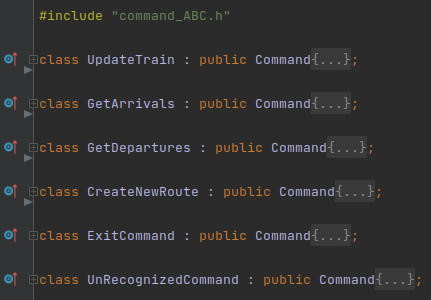 #include "command_ABC.h"
class UpdateTrain : public Command{...};
class GetArrivals : public Command{...};
class GetDepartures : public Command{...};
class CreateNewRoute : public Command{...};
class ExitCommand : public Command{...};
class UnRecognizedCommand : public Command{...};